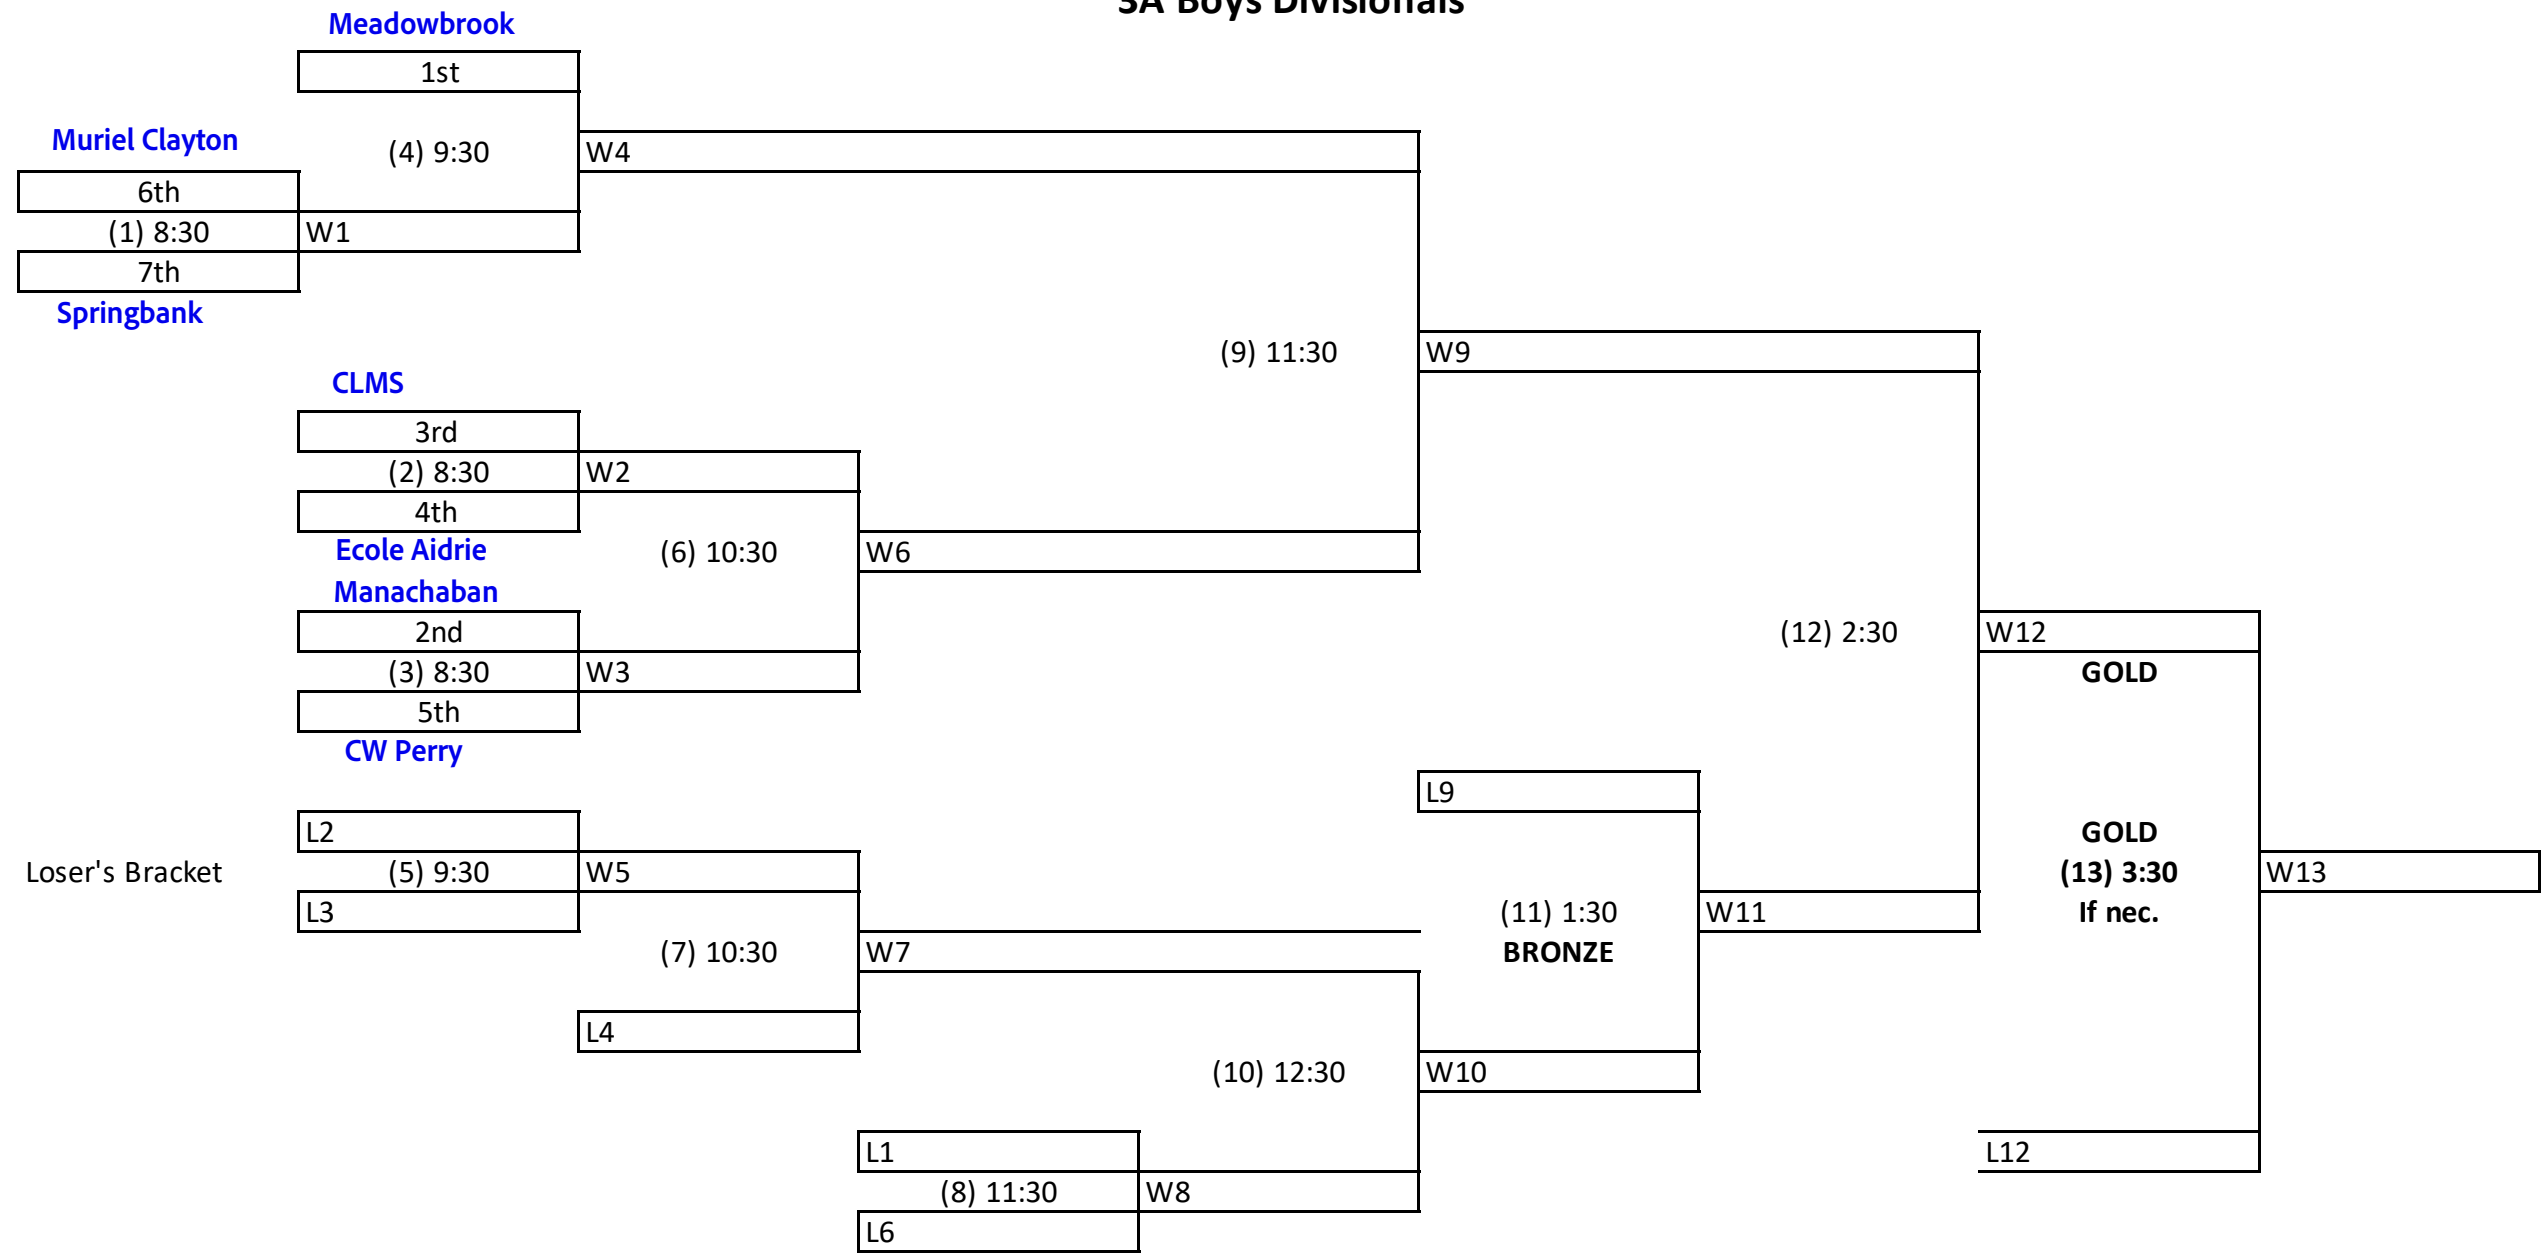 3A Boys Divisionals
Meadowbrook
1st
Muriel Clayton
(4) 9:30
W4
6th
(1) 8:30
W1
7th
Springbank
(9) 11:30
W9
CLMS
3rd
(2) 8:30
W2
4th
Ecole Aidrie
(6) 10:30
W6
Manachaban
2nd
(12) 2:30
W12
(3) 8:30
W3
GOLD
5th
CW Perry
L9
L2
GOLD
Loser's Bracket
(5) 9:30
W5
(13) 3:30
W13
L3
(11) 1:30
W11
If nec.
(7) 10:30
W7
BRONZE
L4
(10) 12:30
W10
L1
L12
(8) 11:30
W8
L6